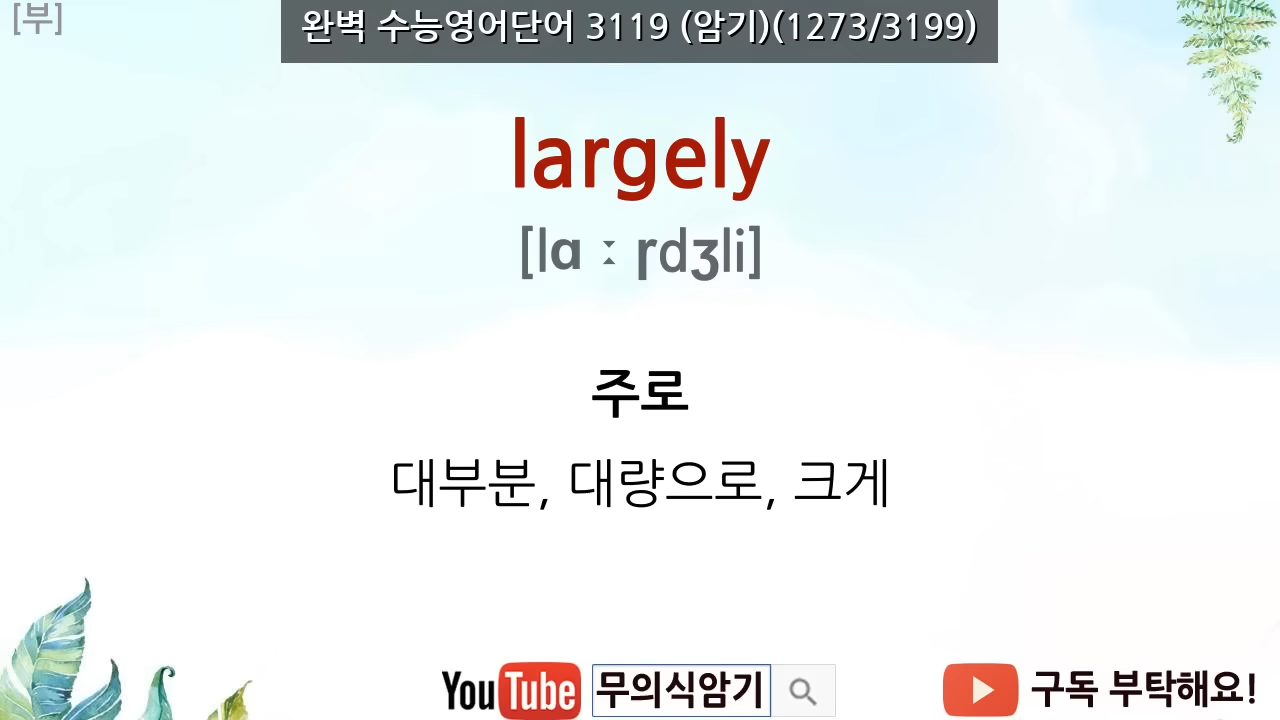 [부]
완벽 수능영어단어 3119 (암기)(1273/3199)
largely
[lɑːrdʒli]
주로
대부분, 대량으로, 크게
YouTube 무의식암기
구독 부탁해요!